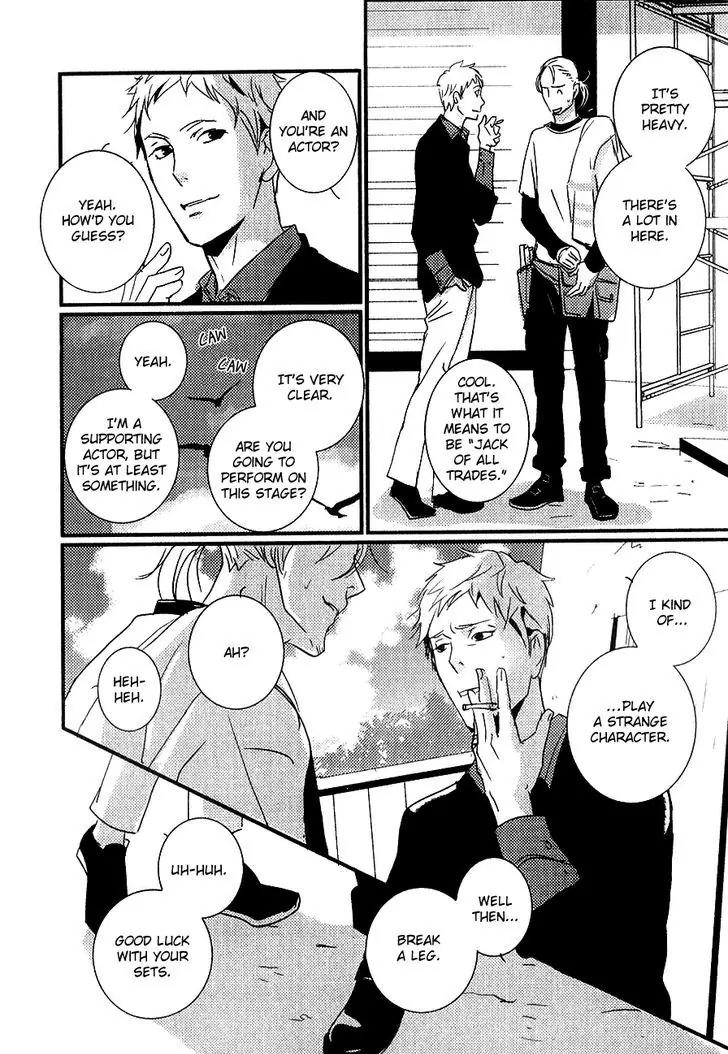 IT'S
PRETTY
HEAVY.
THERE'S
A LOT IN
HERE.
COOL.
THAT'S
WHAT IT
MEANS TO
BE "JACK
OF ALL
TRADES."
AND
YOU'RE AN
ACTOR?
YEAH.
HOW'D YOU
GUESS?
CAW
CAW
IT'S VERY
CLEAR.
ARE YOU
GOING TO
PERFORM ON
THIS STAGE?
YEAH.
I'M A
SUPPORTING
ACTOR, BUT
IT'S AT LEAST
SOMETHING.
I KIND
OF...
...PLAY
A STRANGE
CHARACTER.
AH?
HEH-
HEH.
WELL
THEN...
BREAK
A LEG.
UH-HUH.
GOOD LUCK
WITH YOUR
SETS.